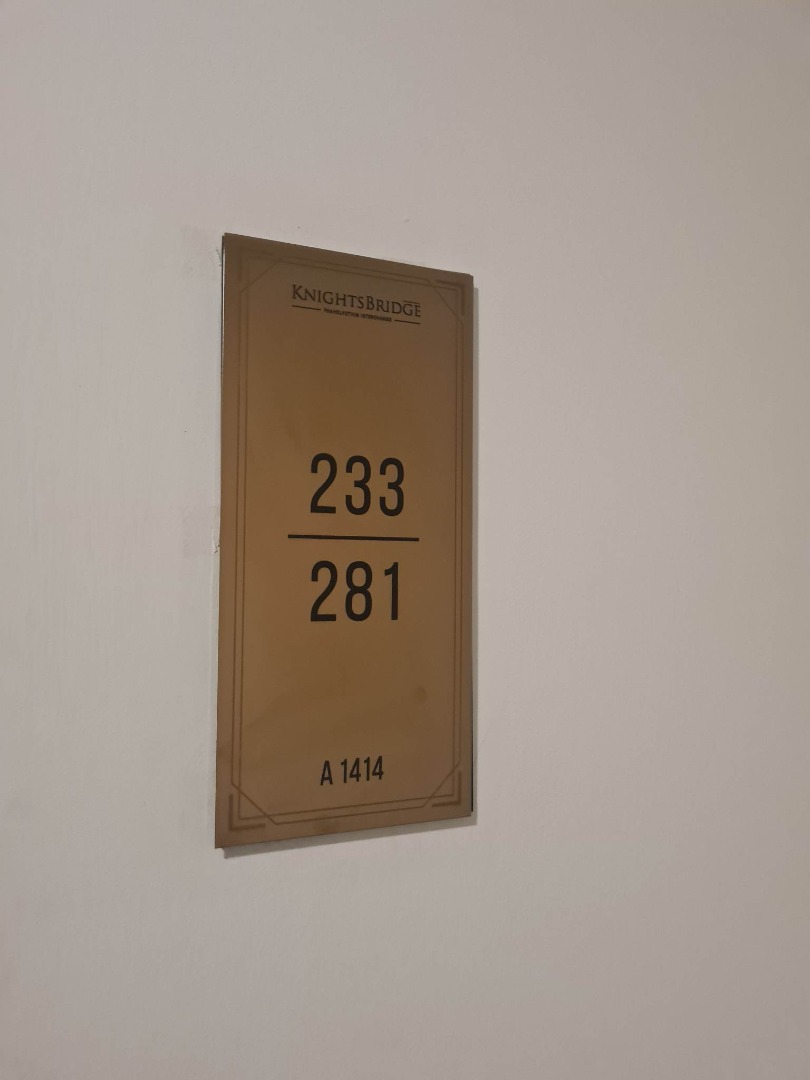 KNIGHTSBRIDGE
233
281
A 1414